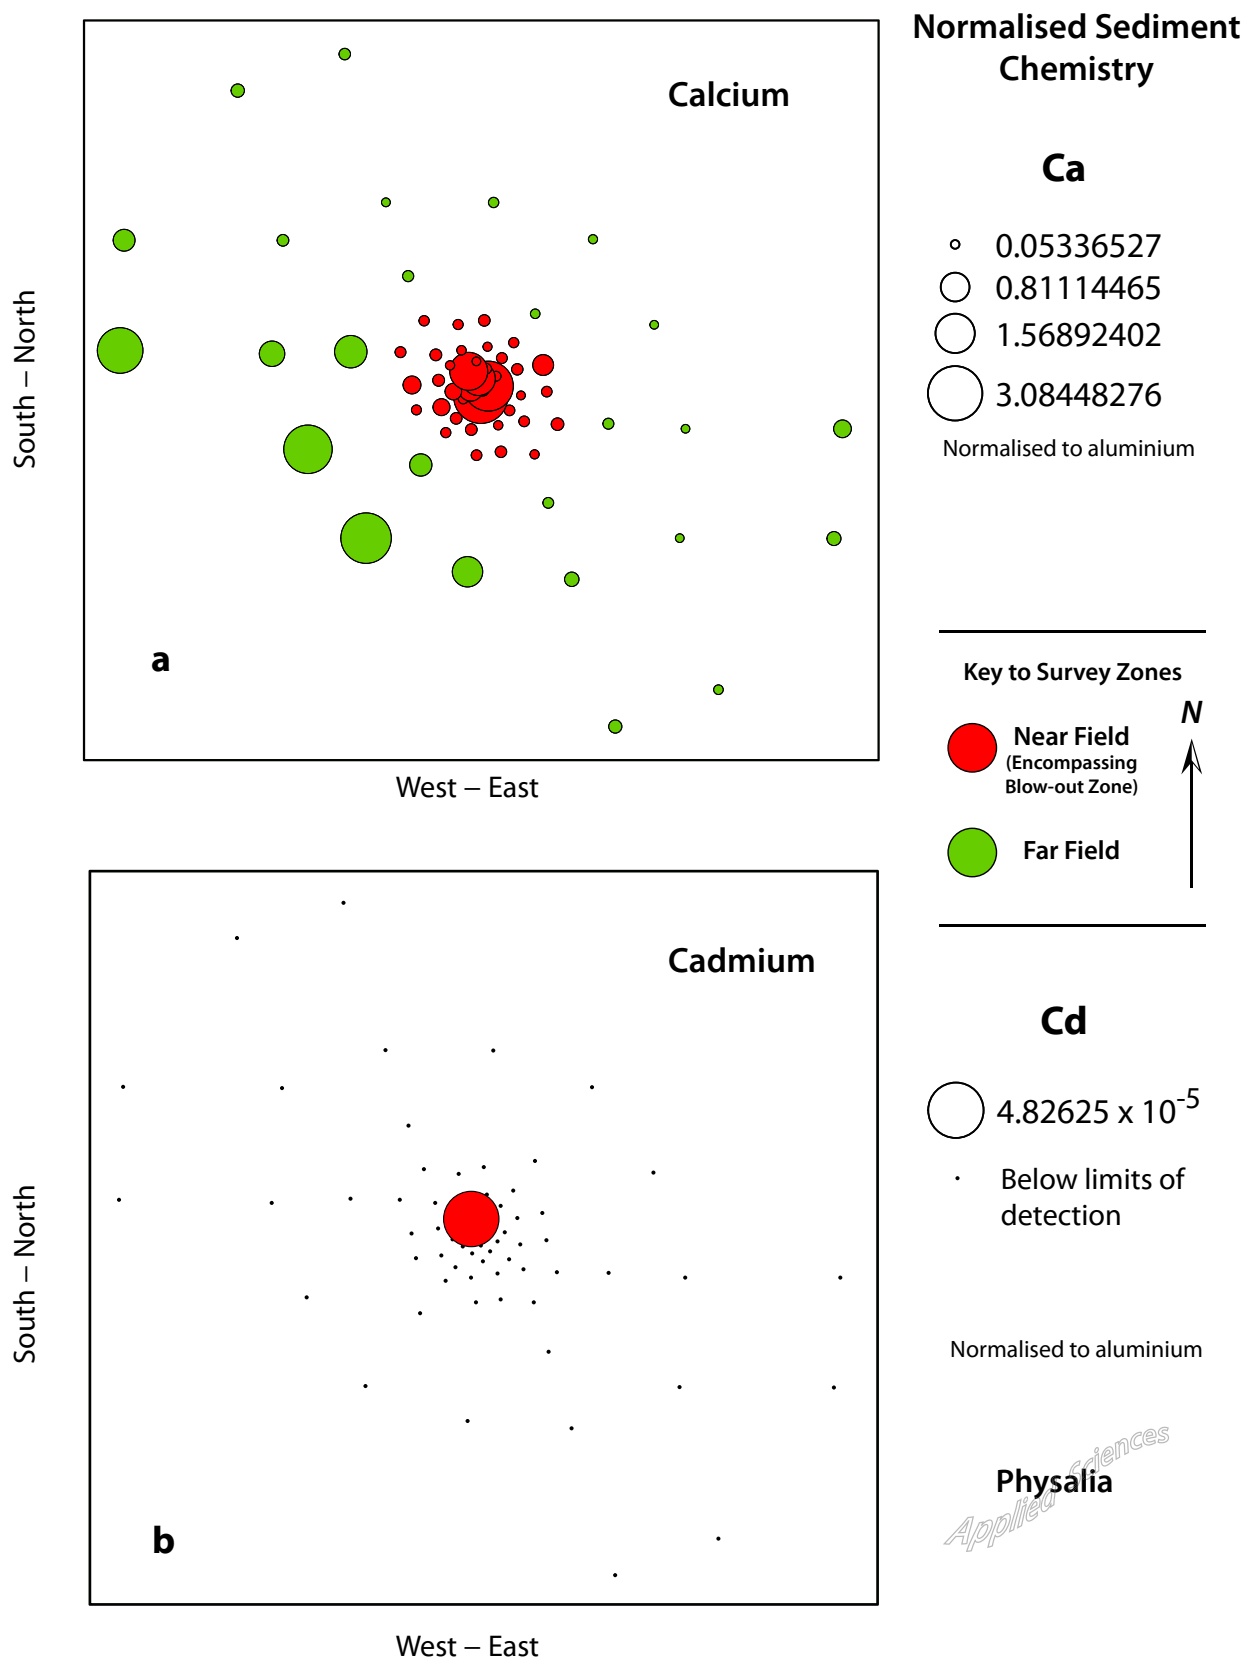 Normalised Sediment
Chemistry
Calcium
Ca
0.05336527
0.81114465
1.56892402
3.08448276
Normalised to aluminium
South – North
a
West – East
Key to Survey Zones
N
Near Field
(Encompassing
Blow-out Zone)
Far Field
Cadmium
Cd
4.82625 x 10⁻⁵
Below limits of
detection
South – North
Normalised to aluminium
Physalia
Applied Sciences
b
West – East